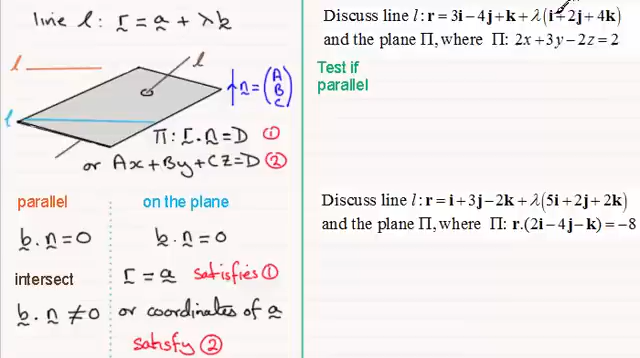 line l: r = a + λb
l
l
n = (A B C)
l
Π: r . n = D ①
or Ax + By + Cz = D ②
parallel
on the plane
b . n = 0
b . n = 0
intersect
r = a satisfies ①
b . n ≠ 0
or coordinates of a
satisfy ②
Discuss line l : r = 3i − 4j + k + λ(i + 2j + 4k)
and the plane Π, where Π: 2x + 3y − 2z = 2
Test if
parallel
Discuss line l : r = i + 3j − 2k + λ(5i + 2j + 2k)
and the plane Π, where Π: r.(2i − 4j − k) = −8